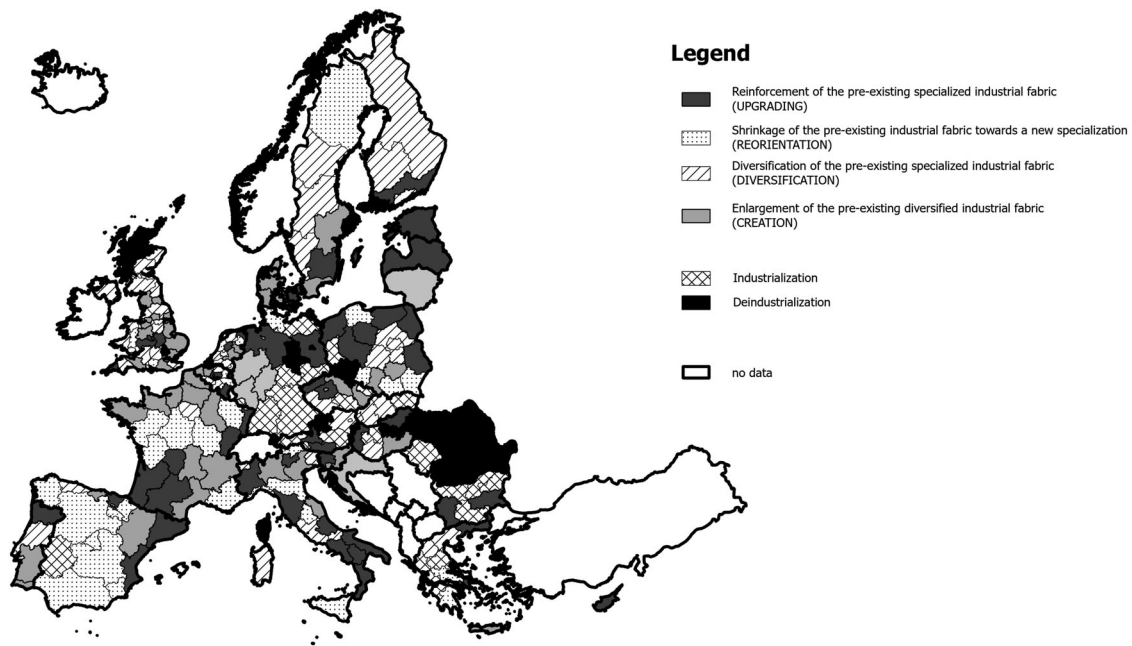 Legend
Reinforcement of the pre-existing specialized industrial fabric
(UPGRADING)
Shrinkage of the pre-existing industrial fabric towards a new specialization
(REORIENTATION)
Diversification of the pre-existing specialized industrial fabric
(DIVERSIFICATION)
Enlargement of the pre-existing diversified industrial fabric
(CREATION)
Industrialization
Deindustrialization
no data